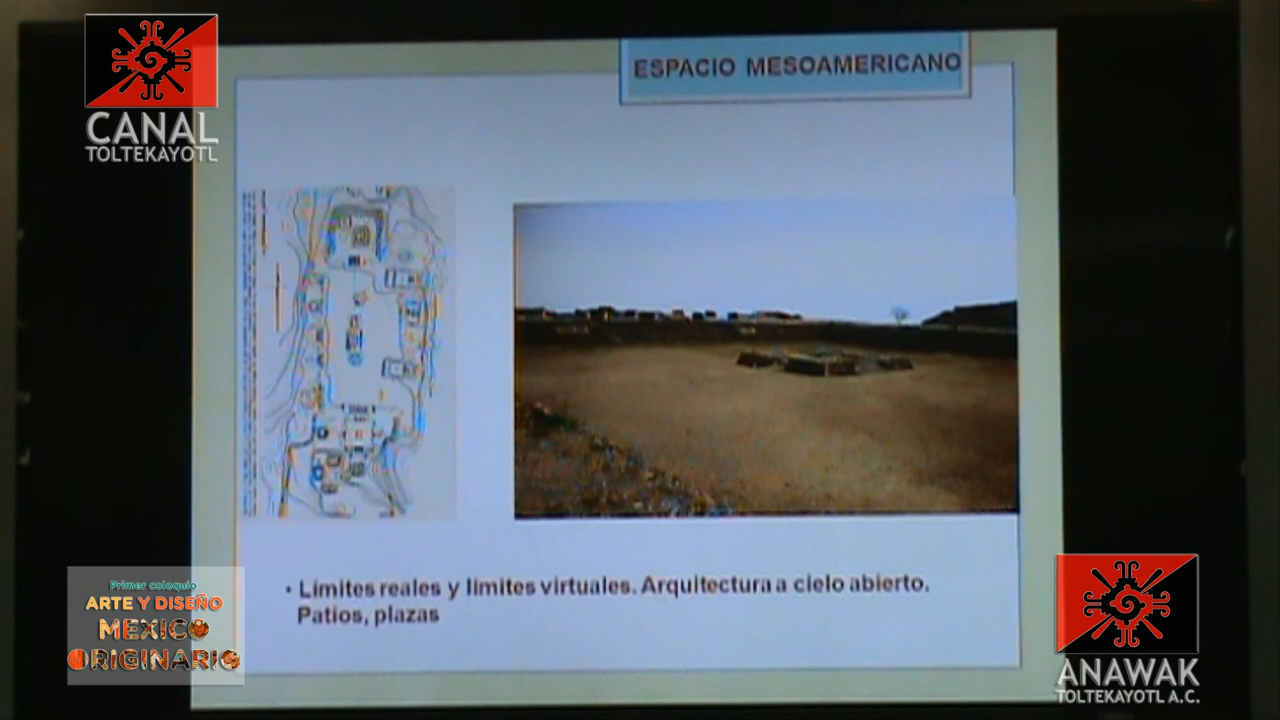 CANAL
TOLTEKAYOTL
ESPACIO MESOAMERICANO
• Límites reales y límites virtuales. Arquitectura a cielo abierto.
Patios, plazas
Primer coloquio
ARTE Y DISEÑO
MEXICO
ORIGINARIO
ANAWAK
TOLTEKAYOTL A.C.